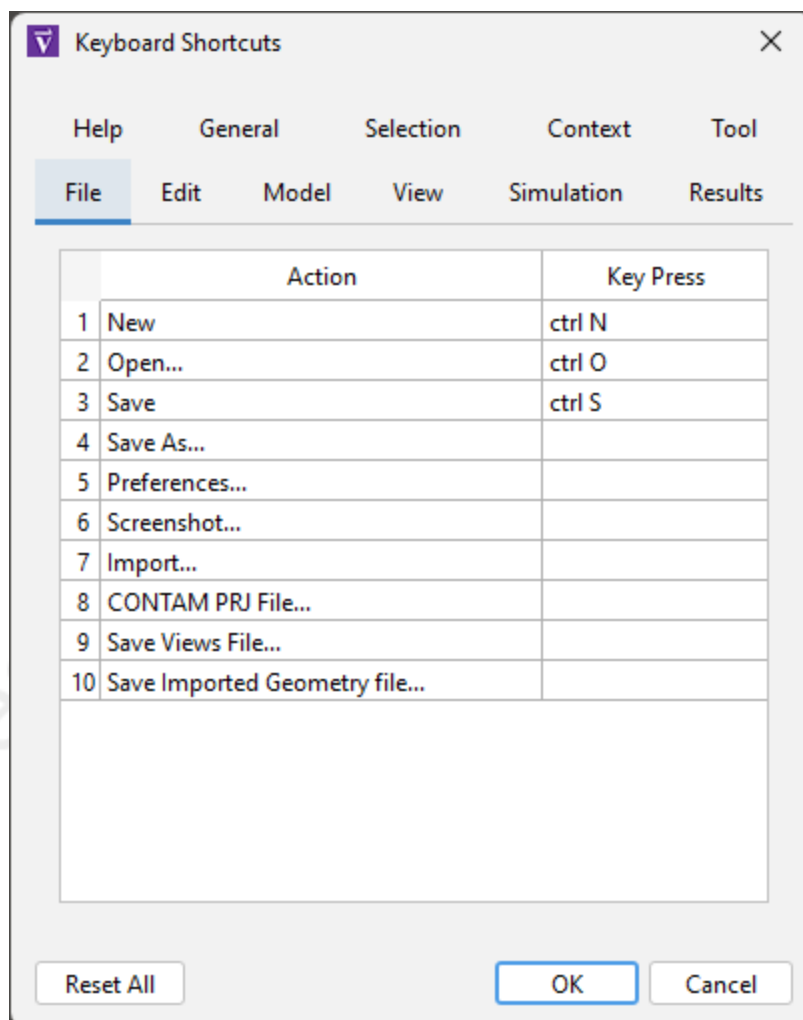 Keyboard Shortcuts
Help General Selection Context Tool
File Edit Model View Simulation Results
Action Key Press
1 New ctrl N
2 Open... ctrl O
3 Save ctrl S
4 Save As...
5 Preferences...
6 Screenshot...
7 Import...
8 CONTAM PRJ File...
9 Save Views File...
10 Save Imported Geometry file...
Reset All OK Cancel